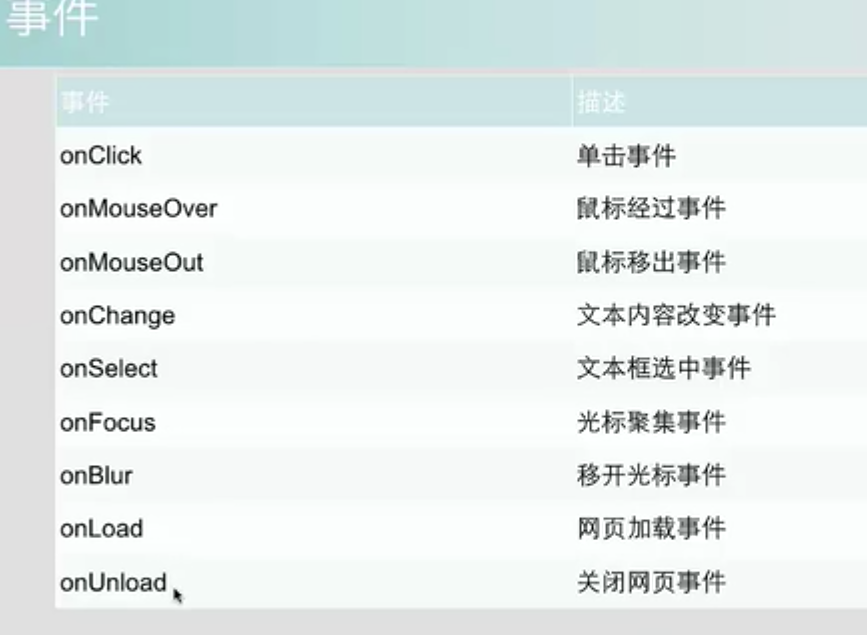 事件
事件 描述
onClick 单击事件
onMouseOver 鼠标经过事件
onMouseOut 鼠标移出事件
onChange 文本内容改变事件
onSelect 文本框选中事件
onFocus 光标聚集事件
onBlur 移开光标事件
onLoad 网页加载事件
onUnload 关闭网页事件